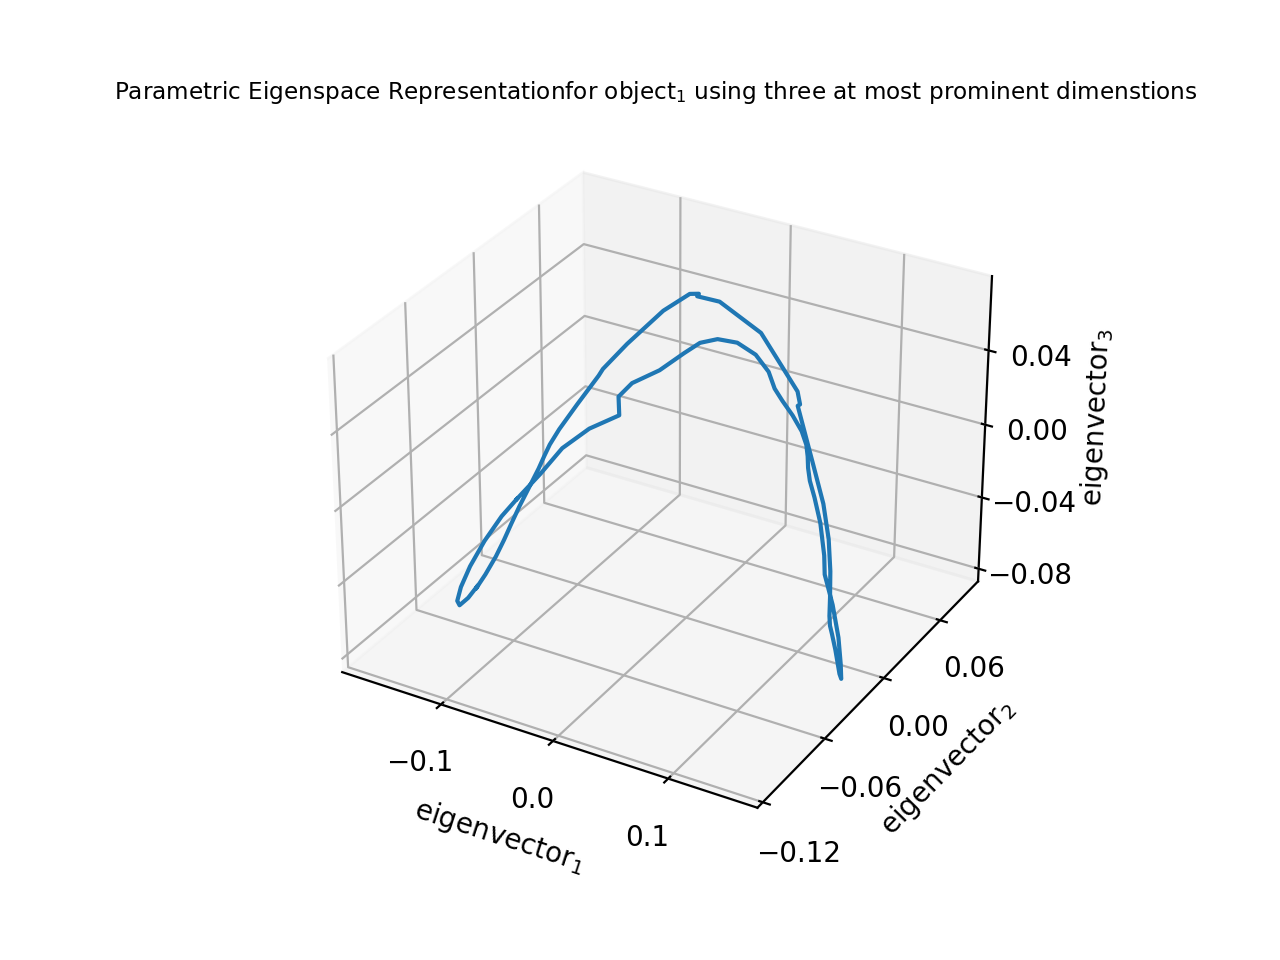 Parametric Eigenspace Representationfor object₁ using three at most prominent dimenstions
0.04
0.00
−0.04
−0.08
eigenvector₃
0.06
0.00
−0.06
−0.12
eigenvector₂
−0.1
0.0
0.1
eigenvector₁